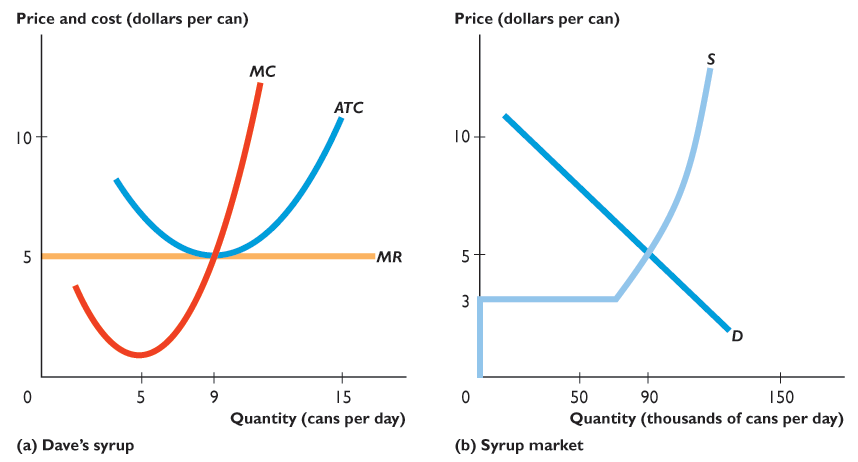 Price and cost (dollars per can)
MC
ATC
10
5
MR
0
5
9
15
Quantity (cans per day)
(a) Dave's syrup
Price (dollars per can)
S
10
5
3
D
0
50
90
150
Quantity (thousands of cans per day)
(b) Syrup market